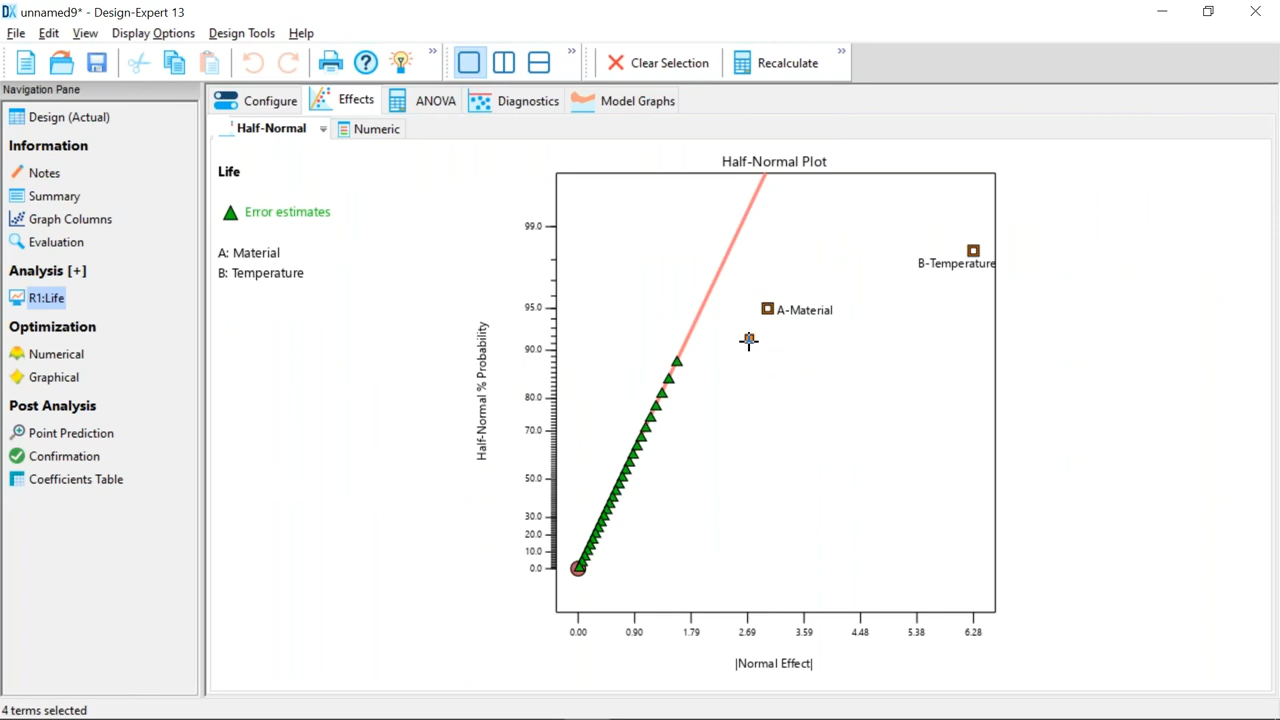 unnamed9* - Design-Expert 13
File Edit View Display Options Design Tools Help
» » Clear Selection Recalculate »
Navigation Pane
Configure Effects ANOVA Diagnostics Model Graphs
Half-Normal Numeric
Design (Actual)
Information
Notes
Summary
Graph Columns
Evaluation
Analysis [+]
R1:Life
Optimization
Numerical
Graphical
Post Analysis
Point Prediction
Confirmation
Coefficients Table
Life
Error estimates
A: Material
B: Temperature
Half-Normal Plot
Half-Normal % Probability
99.0
95.0
90.0
80.0
70.0
50.0
30.0
20.0
10.0
0.0
B-Temperature
A-Material
0.00 0.90 1.79 2.69 3.59 4.48 5.38 6.28
|Normal Effect|
4 terms selected